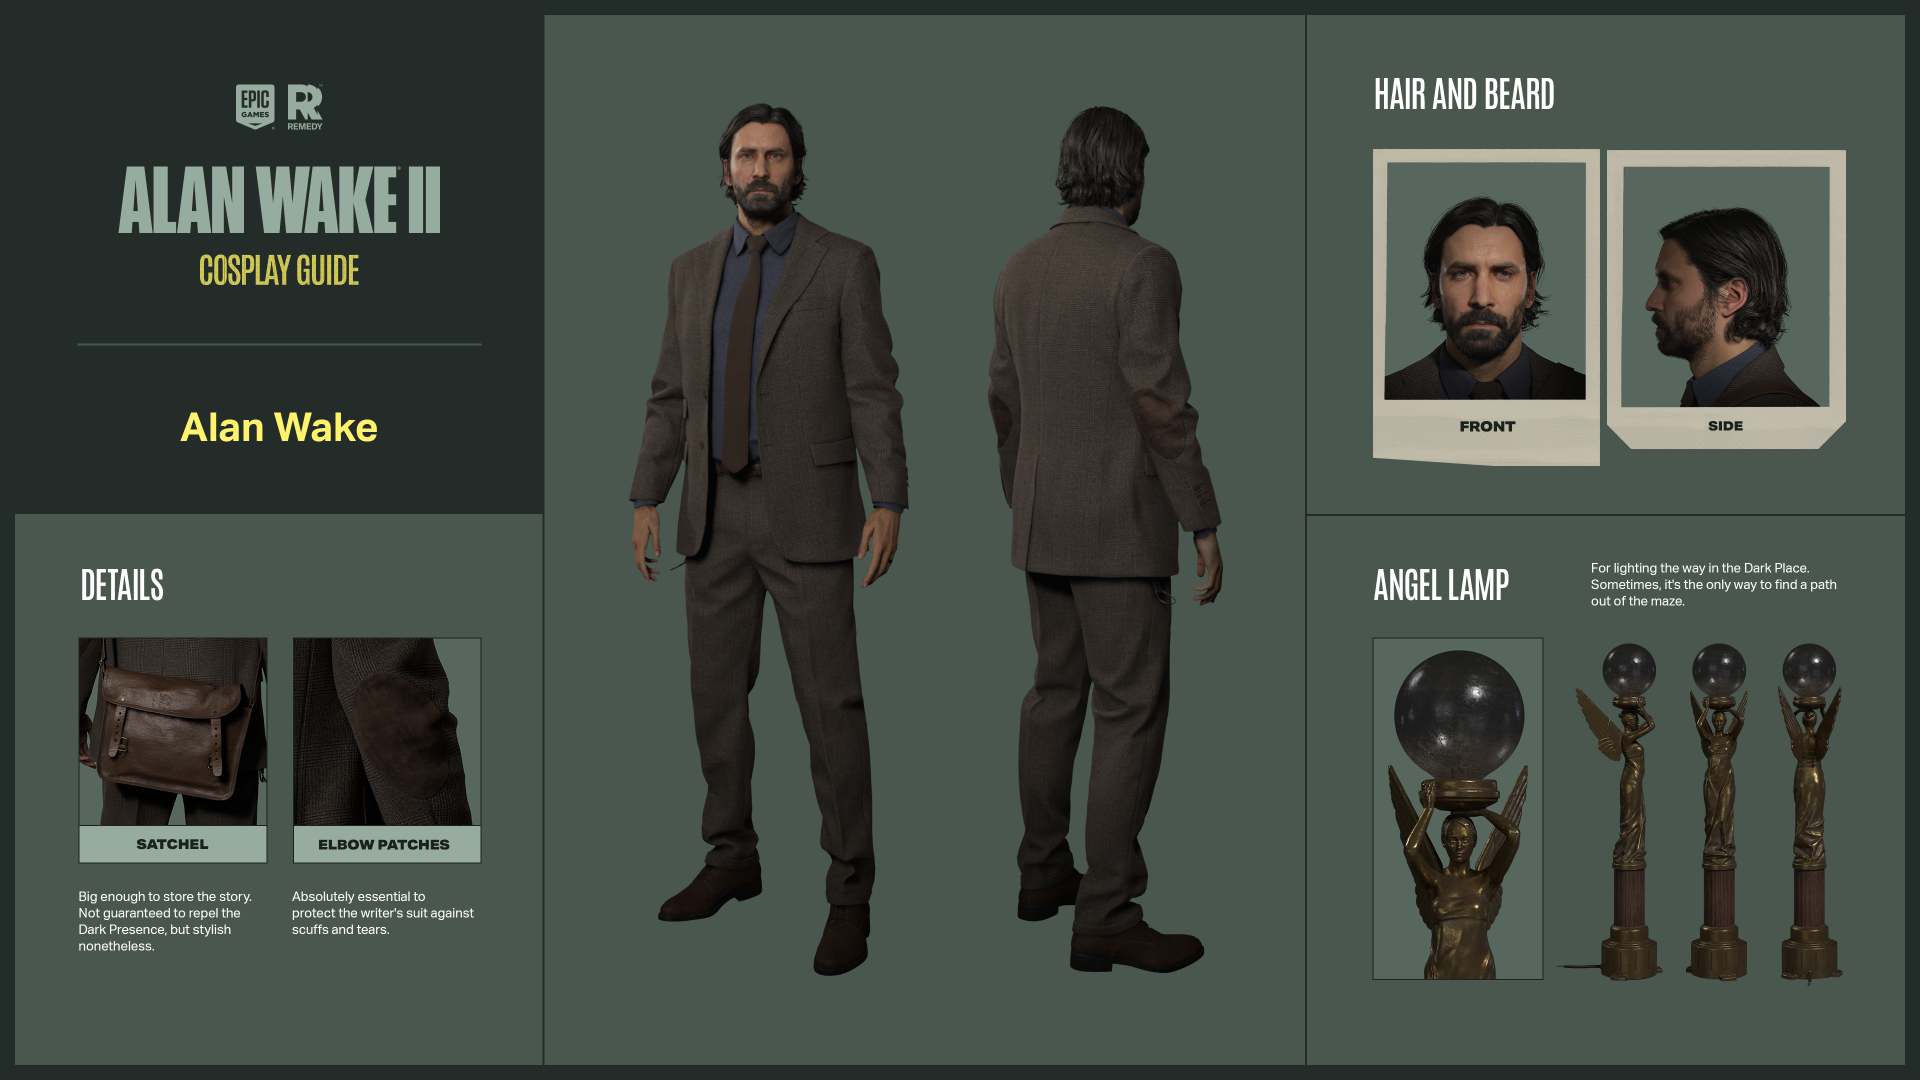 EPIC
GAMES
REMEDY
ALAN WAKE II
COSPLAY GUIDE
Alan Wake
DETAILS
SATCHEL
Big enough to store the story.
Not guaranteed to repel the
Dark Presence, but stylish
nonetheless.
ELBOW PATCHES
Absolutely essential to
protect the writer's suit against
scuffs and tears.
HAIR AND BEARD
FRONT
SIDE
ANGEL LAMP
For lighting the way in the Dark Place.
Sometimes, it's the only way to find a path
out of the maze.